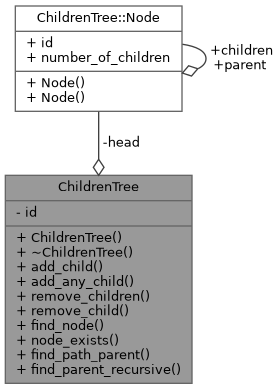 ChildrenTree::Node
+ id
+ number_of_children
+ Node()
+ Node()
+children
+parent
-head
ChildrenTree
- id
+ ChildrenTree()
+ ~ChildrenTree()
+ add_child()
+ add_any_child()
+ remove_children()
+ remove_child()
+ find_node()
+ node_exists()
+ find_path_parent()
+ find_parent_recursive()